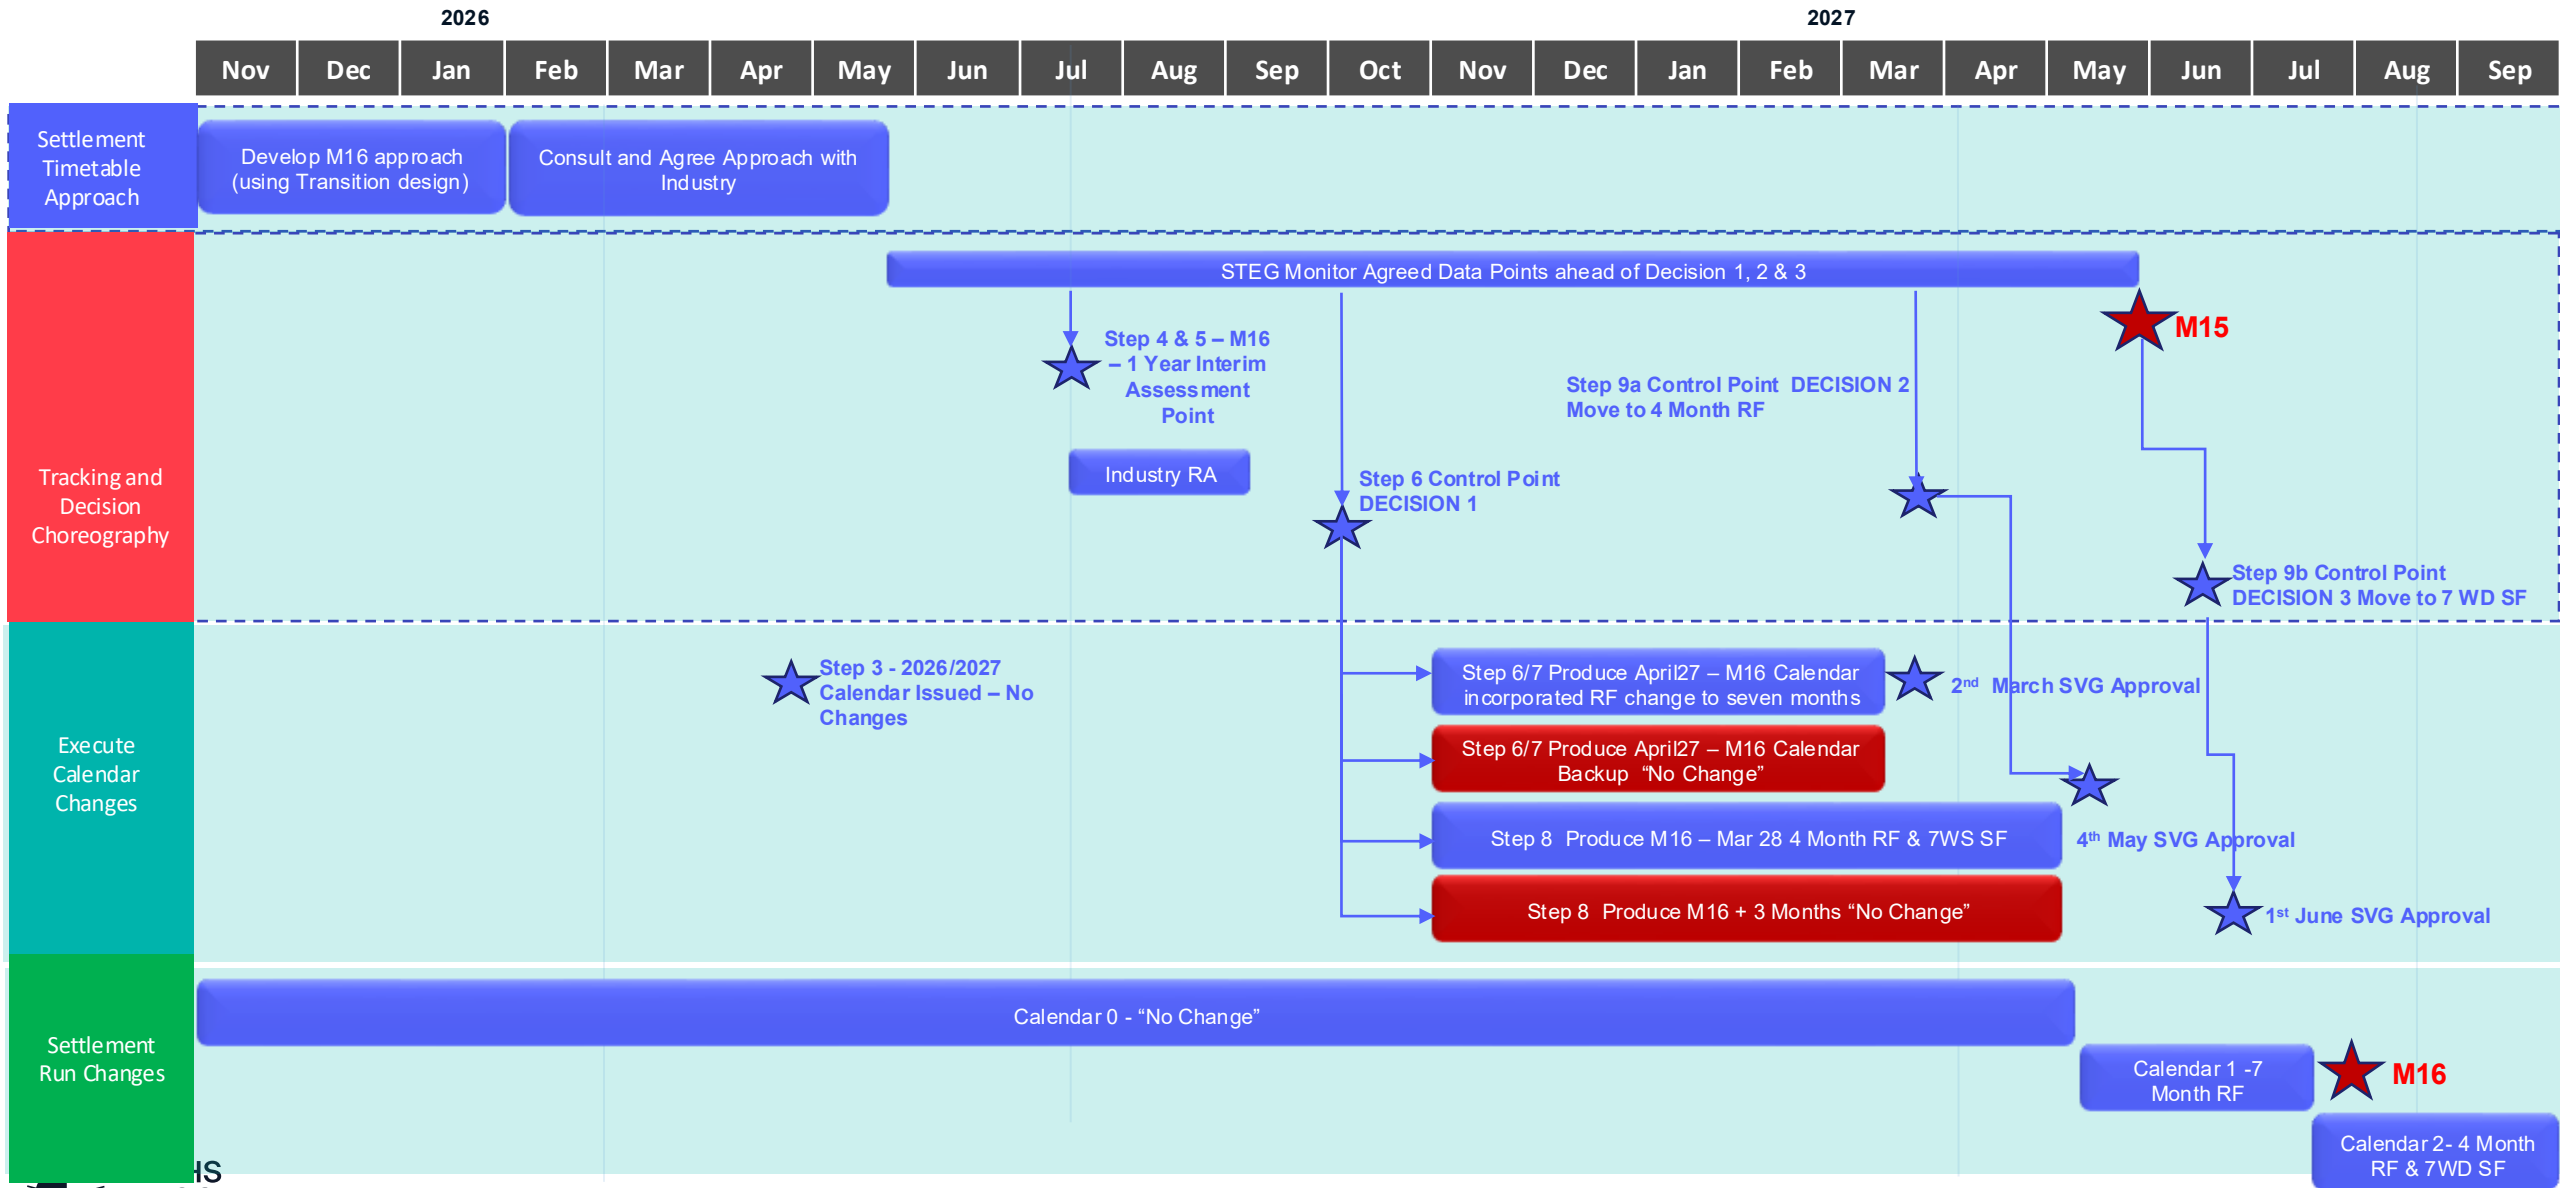 2026
2027
Nov Dec Jan Feb Mar Apr May Jun Jul Aug Sep Oct Nov Dec Jan Feb Mar Apr May Jun Jul Aug Sep
Settlement
Timetable
Approach
Develop M16 approach
(using Transition design)
Consult and Agree Approach with
Industry
Tracking and
Decision
Choreography
STEG Monitor Agreed Data Points ahead of Decision 1, 2 & 3
Step 4 & 5 – M16
– 1 Year Interim
Assessment
Point
Industry RA
Step 6 Control Point
DECISION 1
Step 9a Control Point DECISION 2
Move to 4 Month RF
M15
Step 9b Control Point
DECISION 3 Move to 7 WD SF
Execute
Calendar
Changes
Step 3 - 2026/2027
Calendar Issued – No
Changes
Step 6/7 Produce April27 – M16 Calendar
incorporated RF change to seven months
2nd March SVG Approval
Step 6/7 Produce April27 – M16 Calendar
Backup “No Change”
Step 8 Produce M16 – Mar 28 4 Month RF & 7WS SF
4th May SVG Approval
Step 8 Produce M16 + 3 Months “No Change”
1st June SVG Approval
Settlement
Run Changes
Calendar 0 - “No Change”
Calendar 1 -7
Month RF
M16
Calendar 2- 4 Month
RF & 7WD SF